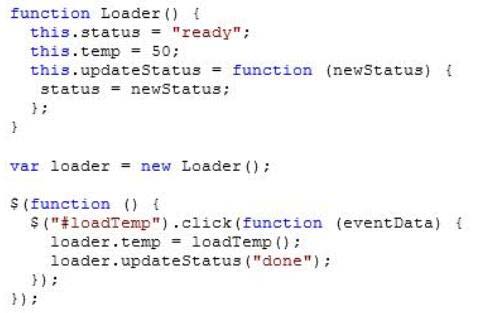 function Loader() {
  this.status = "ready";
  this.temp = 50;
  this.updateStatus = function (newStatus) {
   status = newStatus;
  };
}

var loader = new Loader();

$(function () {
  $("#loadTemp").click(function (eventData) {
    loader.temp = loadTemp();
    loader.updateStatus("done");
  });
});